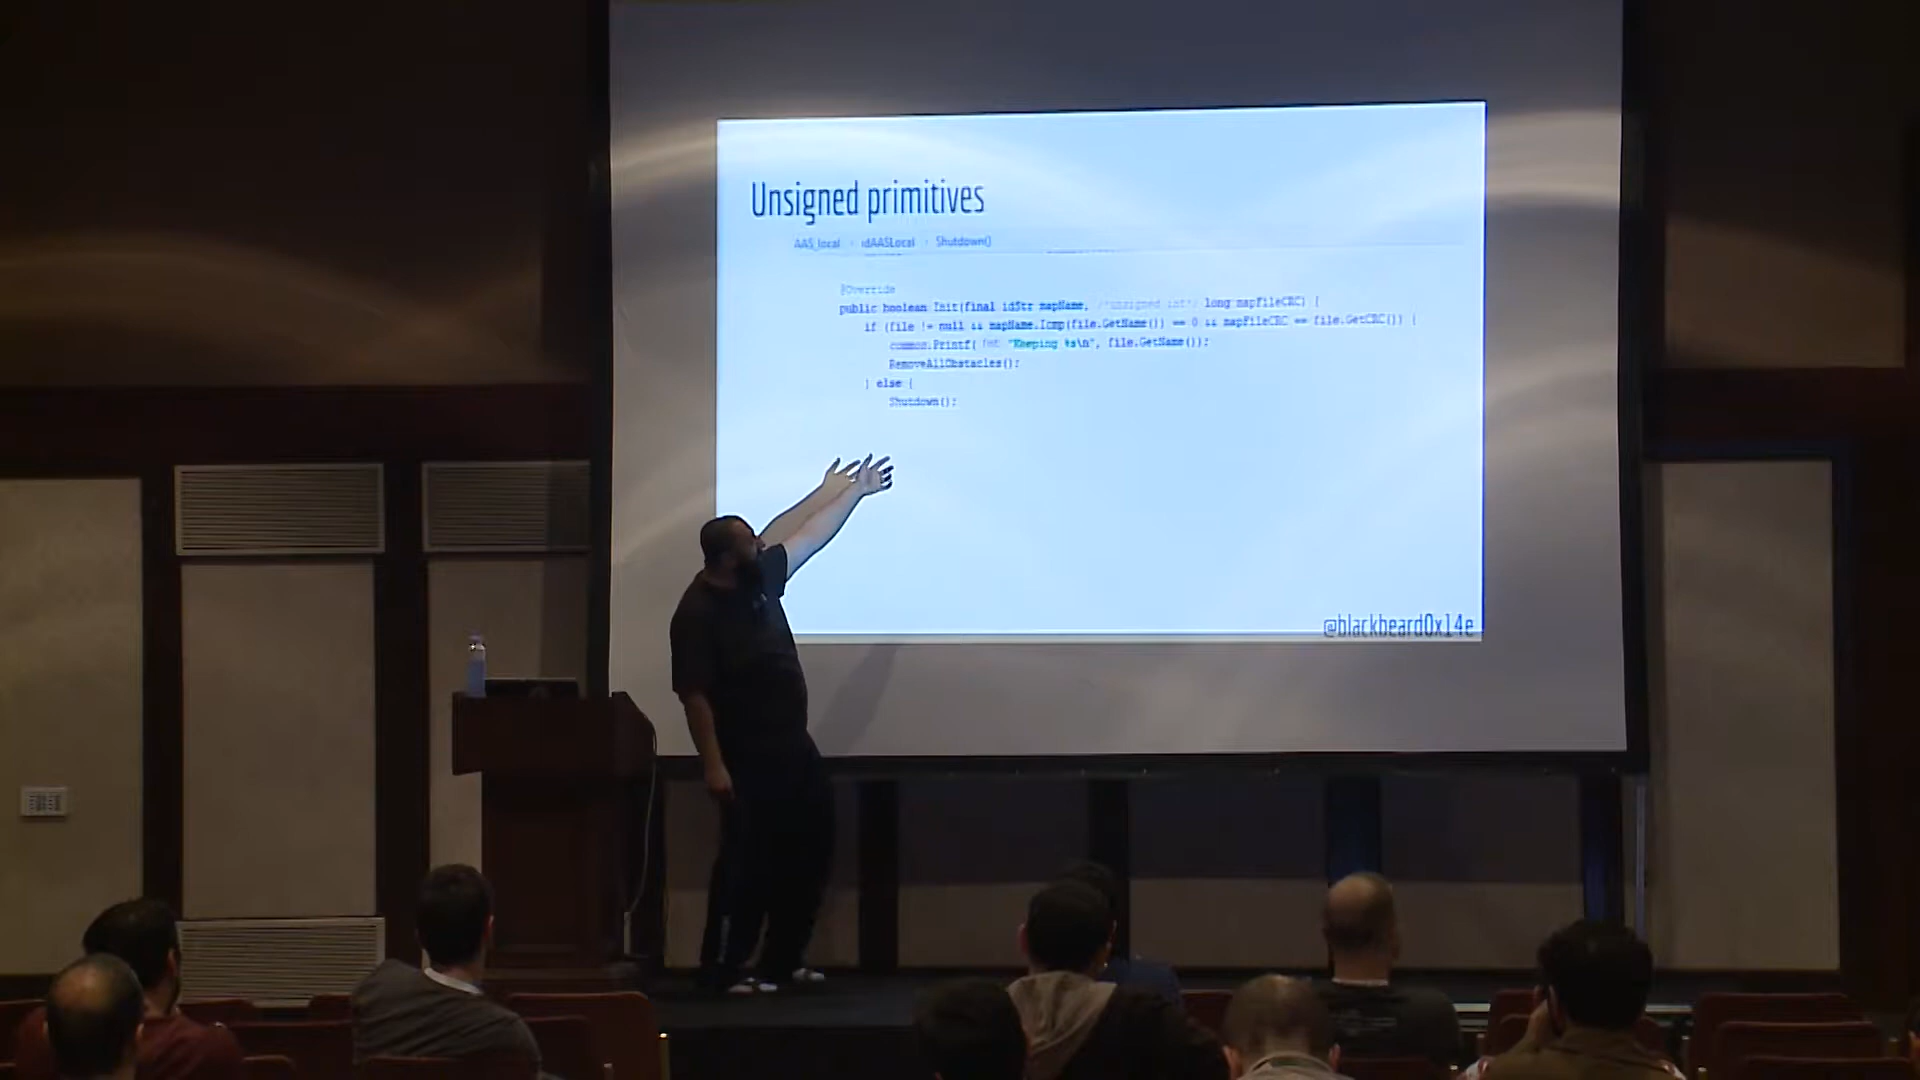 Unsigned primitives
AAS_local › idAASLocal › Shutdown()
@Override
public boolean Init(final idStr mapName, /*unsigned int*/ long mapFileCRC) {
if (file != null && mapName.Icmp(file.GetName()) == 0 && mapFileCRC == file.GetCRC()) {
common.Printf( fmt: "Keeping %s\n", file.GetName());
RemoveAllObstacles();
} else {
Shutdown();
@blackbeard0x14e